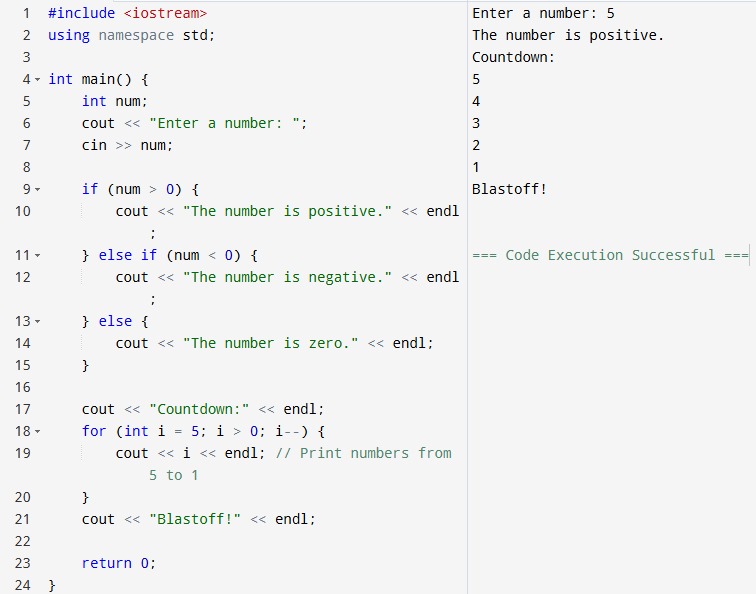 1 #include <iostream>
2 using namespace std;
3
4 int main() {
5     int num;
6     cout << "Enter a number: ";
7     cin >> num;
8
9     if (num > 0) {
10         cout << "The number is positive." << endl
            ;
11     } else if (num < 0) {
12         cout << "The number is negative." << endl
            ;
13     } else {
14         cout << "The number is zero." << endl;
15     }
16
17     cout << "Countdown:" << endl;
18     for (int i = 5; i > 0; i--) {
19         cout << i << endl; // Print numbers from
            5 to 1
20     }
21     cout << "Blastoff!" << endl;
22
23     return 0;
24 }
Enter a number: 5
The number is positive.
Countdown:
5
4
3
2
1
Blastoff!
=== Code Execution Successful ===